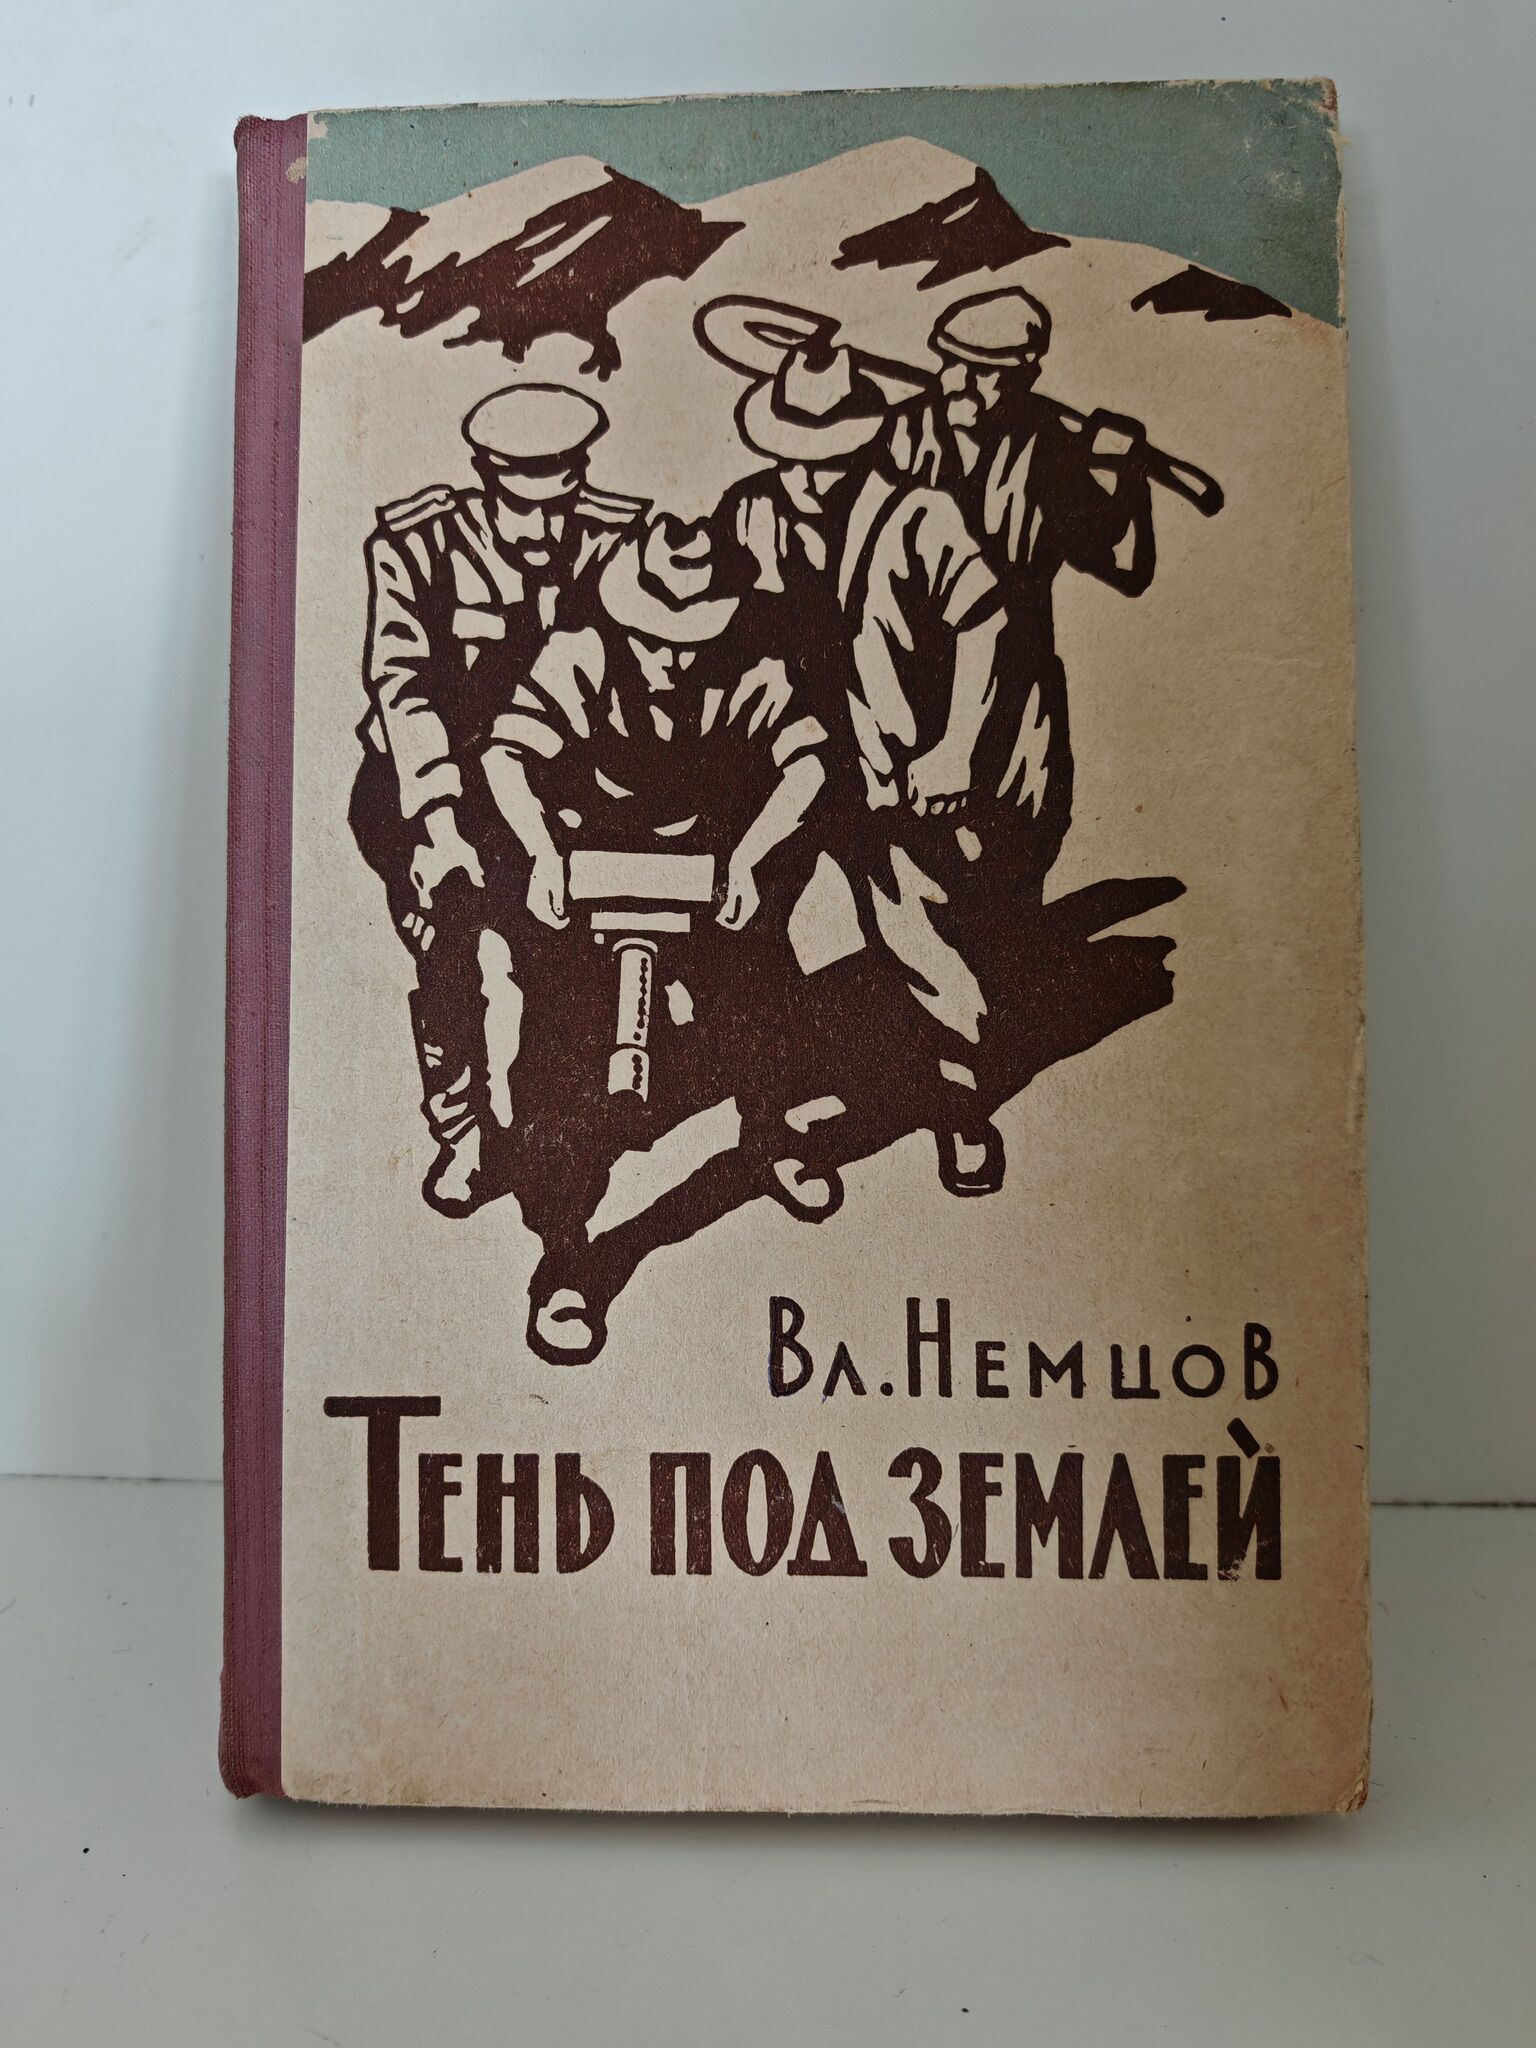 Вл. Немцов
Тень под землей